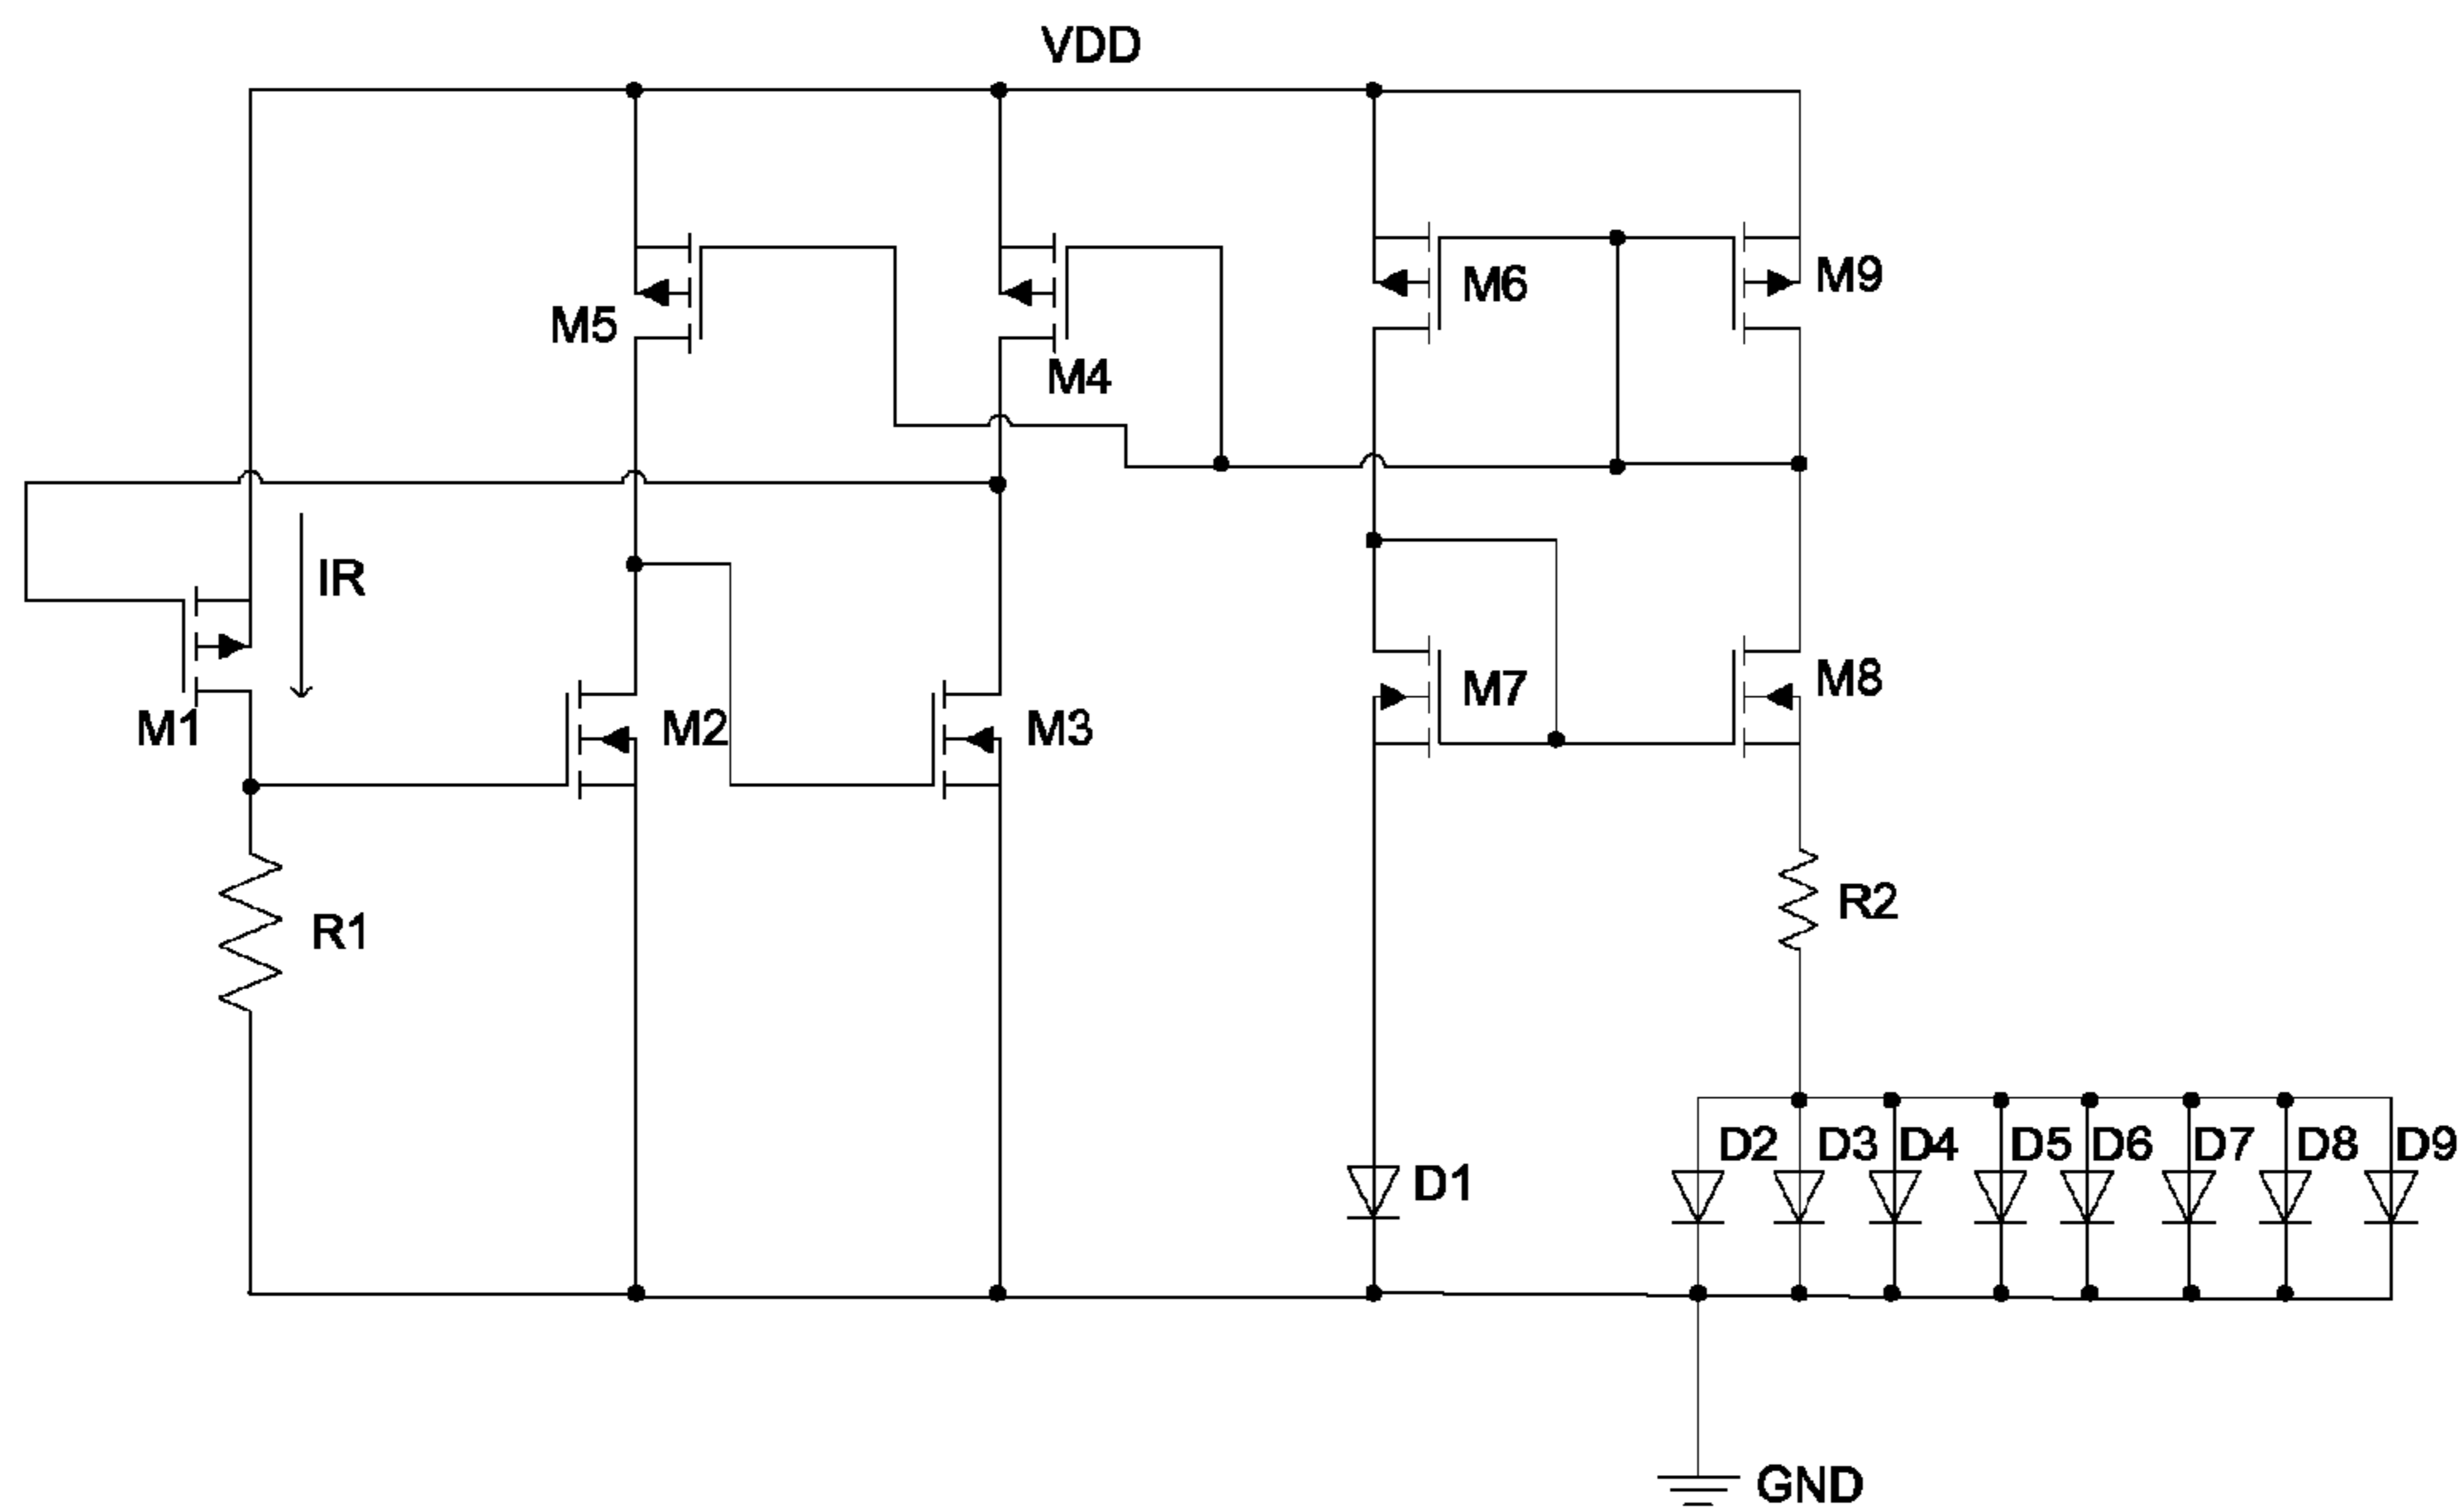 VDD
M5
M4
M6
M9
IR
M1
M2
M3
M7
M8
R1
R2
D1
D2 D3 D4 D5 D6 D7 D8 D9
GND